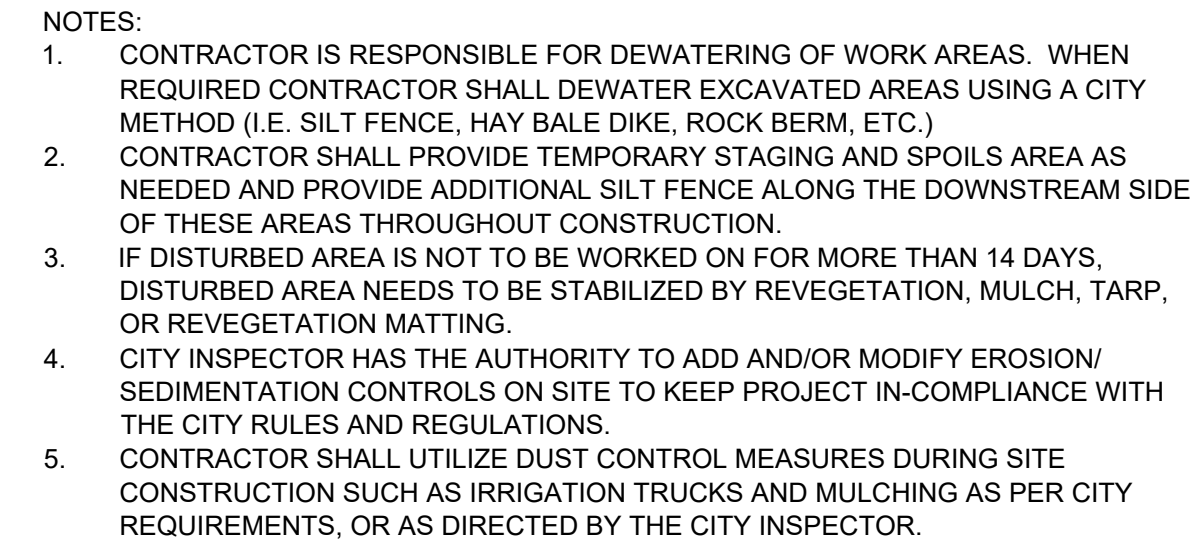 NOTES:
1. CONTRACTOR IS RESPONSIBLE FOR DEWATERING OF WORK AREAS. WHEN
REQUIRED CONTRACTOR SHALL DEWATER EXCAVATED AREAS USING A CITY
METHOD (I.E. SILT FENCE, HAY BALE DIKE, ROCK BERM, ETC.)
2. CONTRACTOR SHALL PROVIDE TEMPORARY STAGING AND SPOILS AREA AS
NEEDED AND PROVIDE ADDITIONAL SILT FENCE ALONG THE DOWNSTREAM SIDE
OF THESE AREAS THROUGHOUT CONSTRUCTION.
3. IF DISTURBED AREA IS NOT TO BE WORKED ON FOR MORE THAN 14 DAYS,
DISTURBED AREA NEEDS TO BE STABILIZED BY REVEGETATION, MULCH, TARP,
OR REVEGETATION MATTING.
4. CITY INSPECTOR HAS THE AUTHORITY TO ADD AND/OR MODIFY EROSION/
SEDIMENTATION CONTROLS ON SITE TO KEEP PROJECT IN-COMPLIANCE WITH
THE CITY RULES AND REGULATIONS.
5. CONTRACTOR SHALL UTILIZE DUST CONTROL MEASURES DURING SITE
CONSTRUCTION SUCH AS IRRIGATION TRUCKS AND MULCHING AS PER CITY
REQUIREMENTS, OR AS DIRECTED BY THE CITY INSPECTOR.